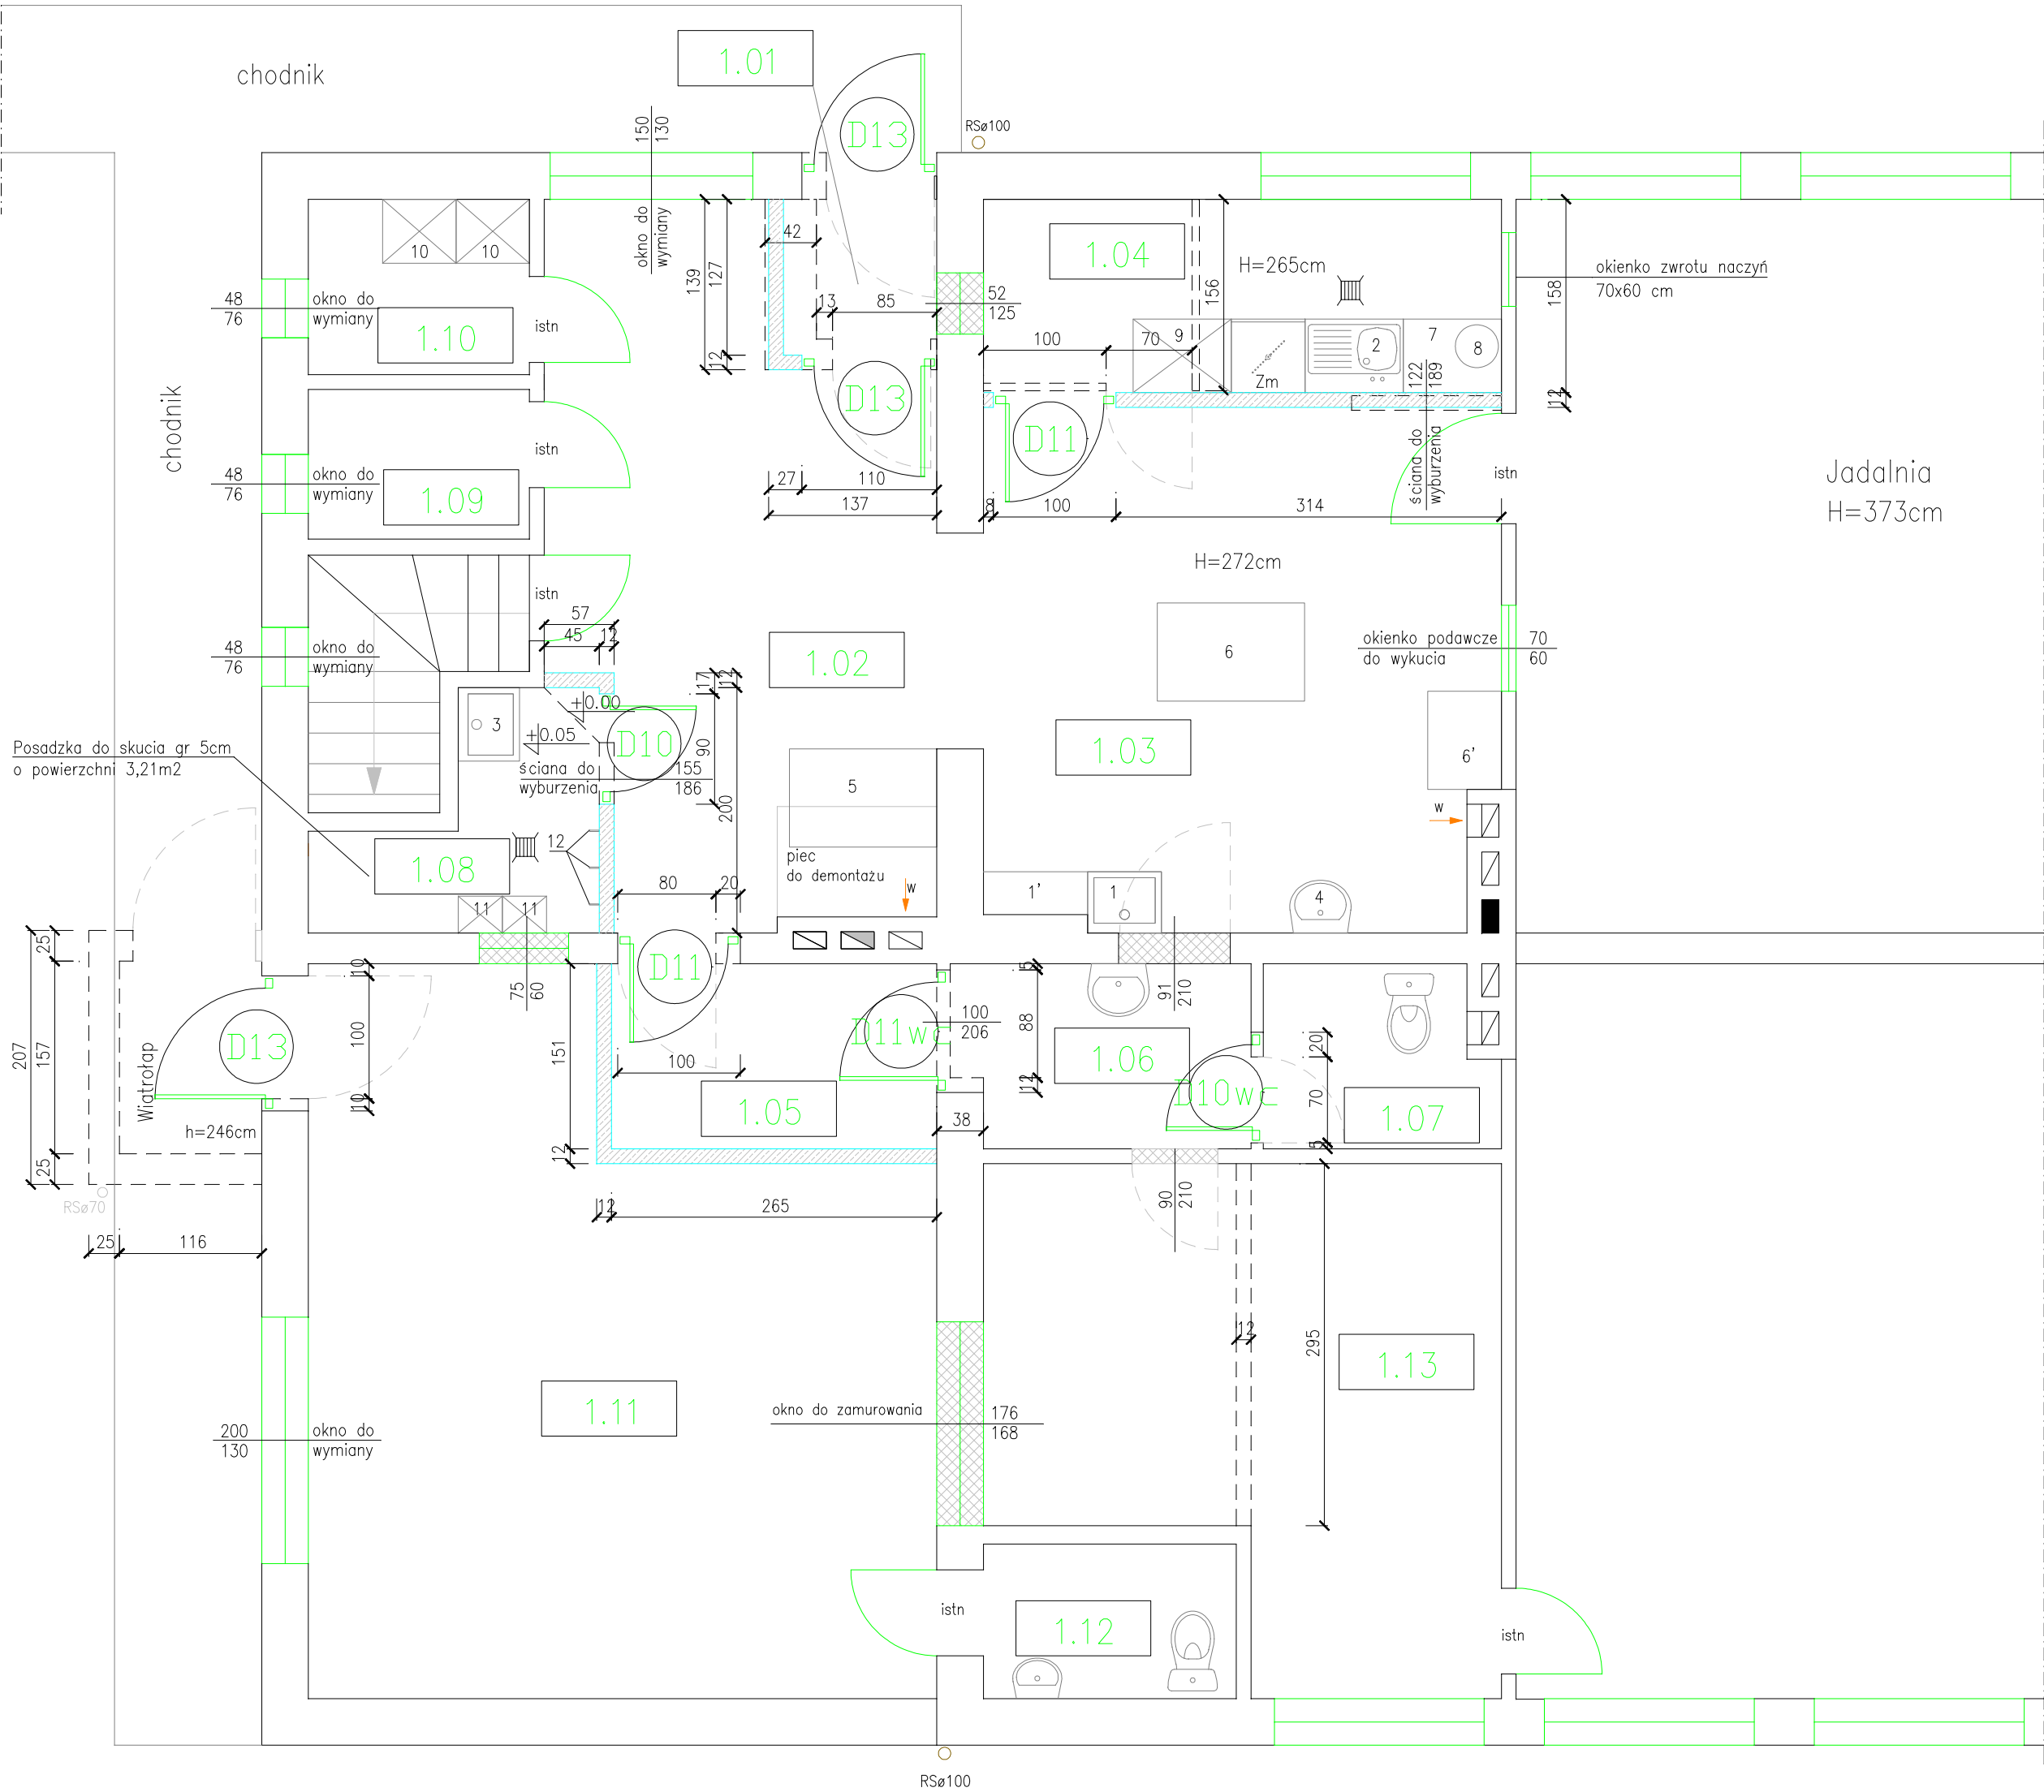 1.01
chodnik
D13
RSø100
150
130
okno do
wymiany
42
10
10
1.04
H=265cm
okienko zwrotu naczyń
70x60 cm
139
127
12
156
158
12
48
76
okno do
wymiany
istn
1.10
13
85
52
125
100
70
9
Zm
2
7
8
122
189
ściana do
wyburzenia
D13
D11
chodnik
istn
48
76
okno do
wymiany
1.09
27
110
137
8
100
314
istn
Jadalnia
H=373cm
H=272cm
istn
57
45
12
48
76
okno do
wymiany
1.02
6
okienko podawcze
do wykucia
70
60
17
12
3
+0.00
+0.05
D10
90
200
1.03
6'
Posadzka do skucia gr 5cm
o powierzchni 3,21m2
ściana do
wyburzenia
155
186
5
w
12
1.08
piec
do demontażu
w
80
20
1'
1
4
11
11
25
157
207
25
10
100
10
D13
Wiatrołap
h=246cm
75
60
D11
151
100
D11wc
100
206
5
88
12
91
210
1.06
20
70
5
D10wc
1.07
1.05
38
12
RSø70
25
116
12
265
90
210
12
295
1.13
1.11
okno do zamurowania
176
168
200
130
okno do
wymiany
istn
1.12
istn
RSø100